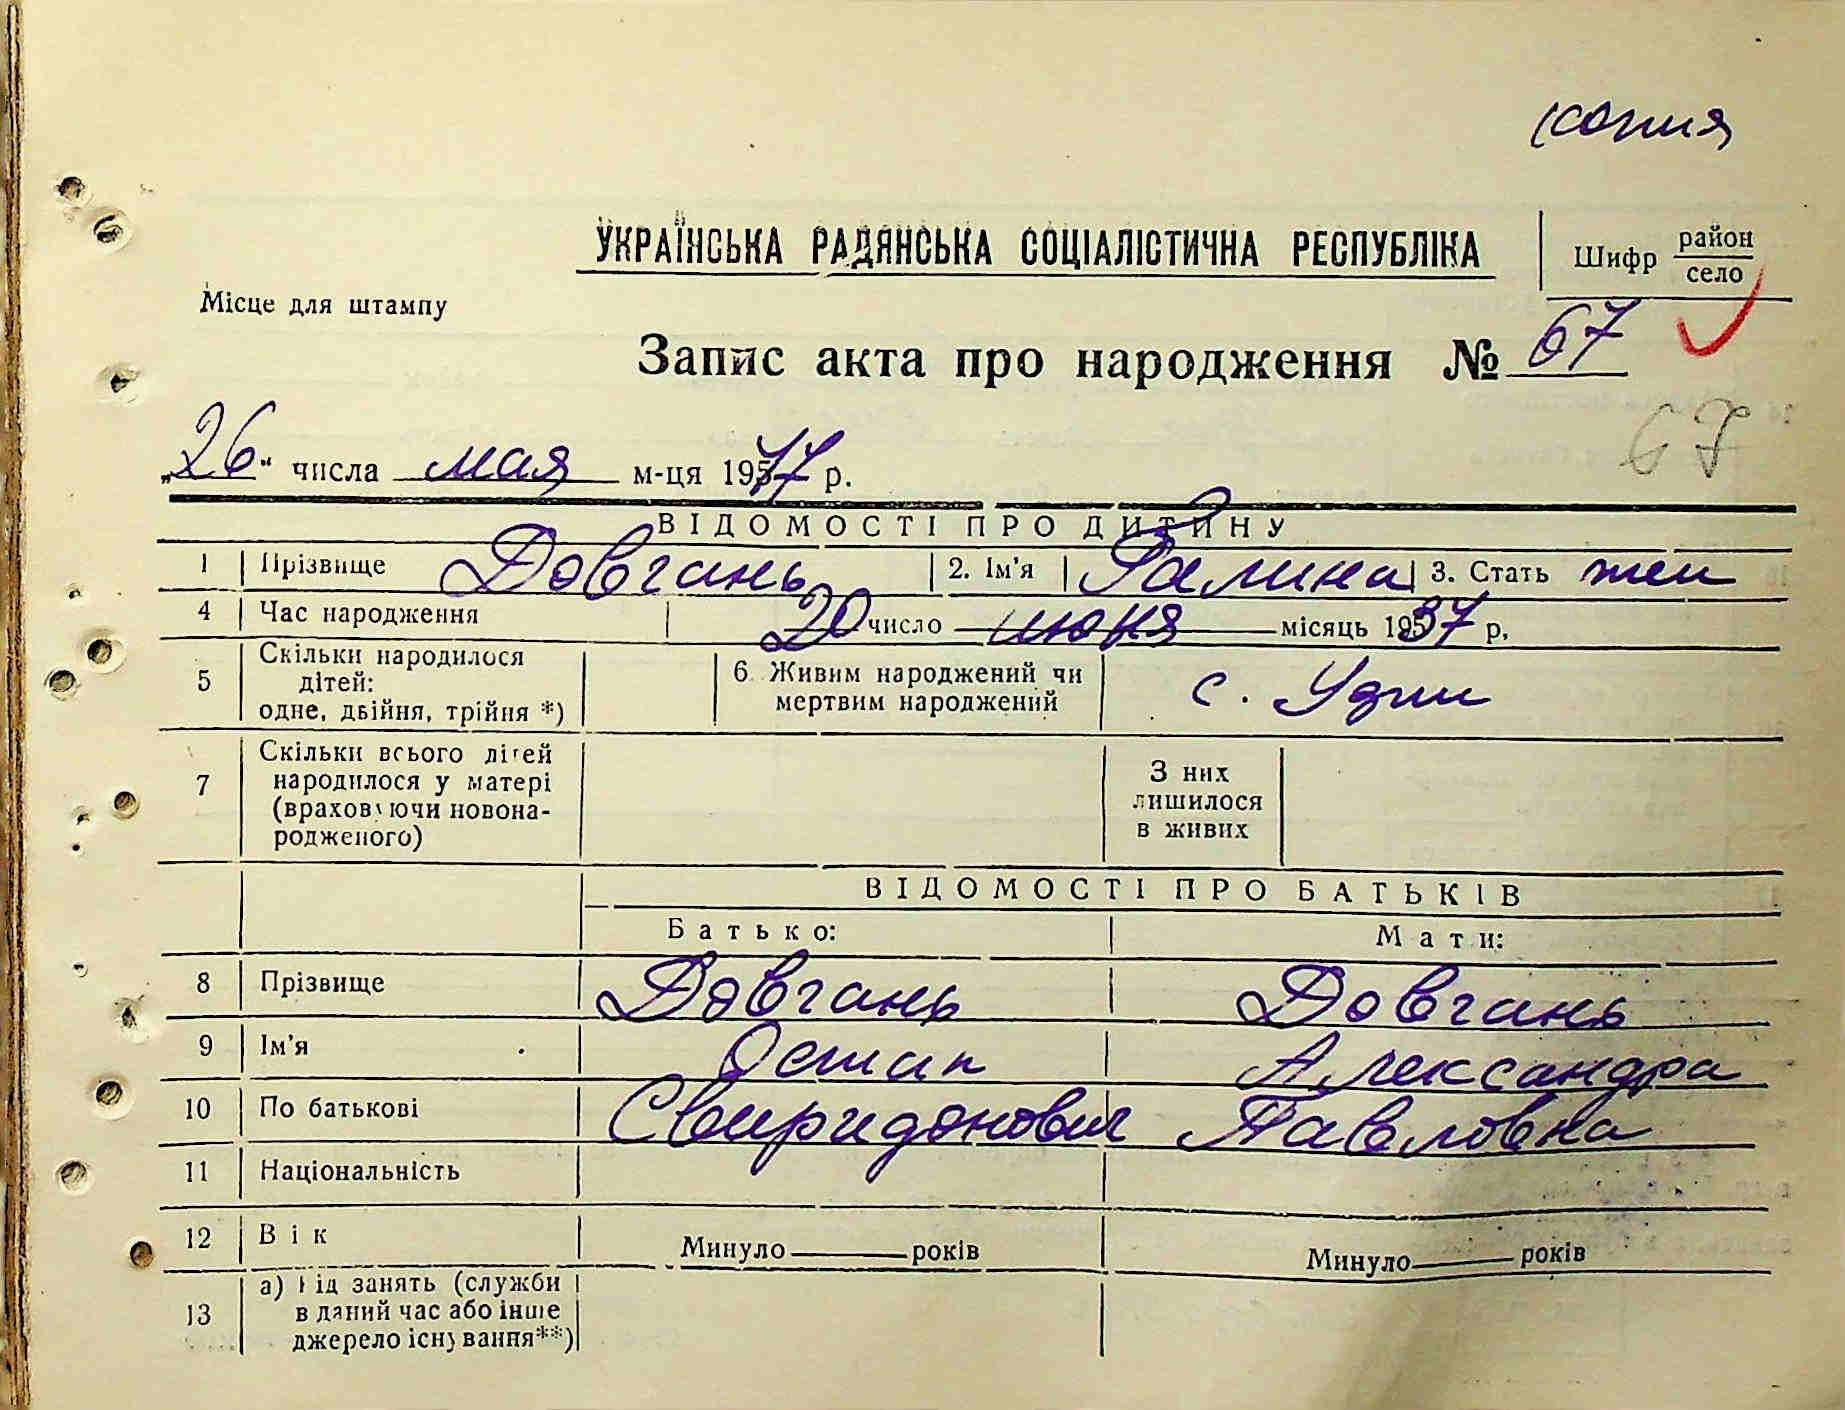 копия
УКРАЇНСЬКА РАДЯНСЬКА СОЦІАЛІСТИЧНА РЕСПУБЛІКА
Шифр район
село
Місце для штампу
Запис акта про народження № 67
67
„26“ числа мая м-ця 1977 р.
ВІДОМОСТІ ПРО ДИТИНУ
1 Прізвище Довгань 2. Ім'я Галина 3. Стать жен
4 Час народження 20 число июня місяць 1937 р.
5 Скільки народилося дітей: одне, двійня, трійня *) 6. Живим народжений чи мертвим народжений с. Узин
7 Скільки всього дітей народилося у матері (враховуючи новонародженого) З них лишилося в живих
ВІДОМОСТІ ПРО БАТЬКІВ
Батько: Мати:
8 Прізвище Довгань Довгань
9 Ім'я Остап Александра
10 По батькові Свиридонович Павловна
11 Національність
12 Вік Минуло років Минуло років
13 а) Рід занять (служби в даний час або інше джерело існування**)